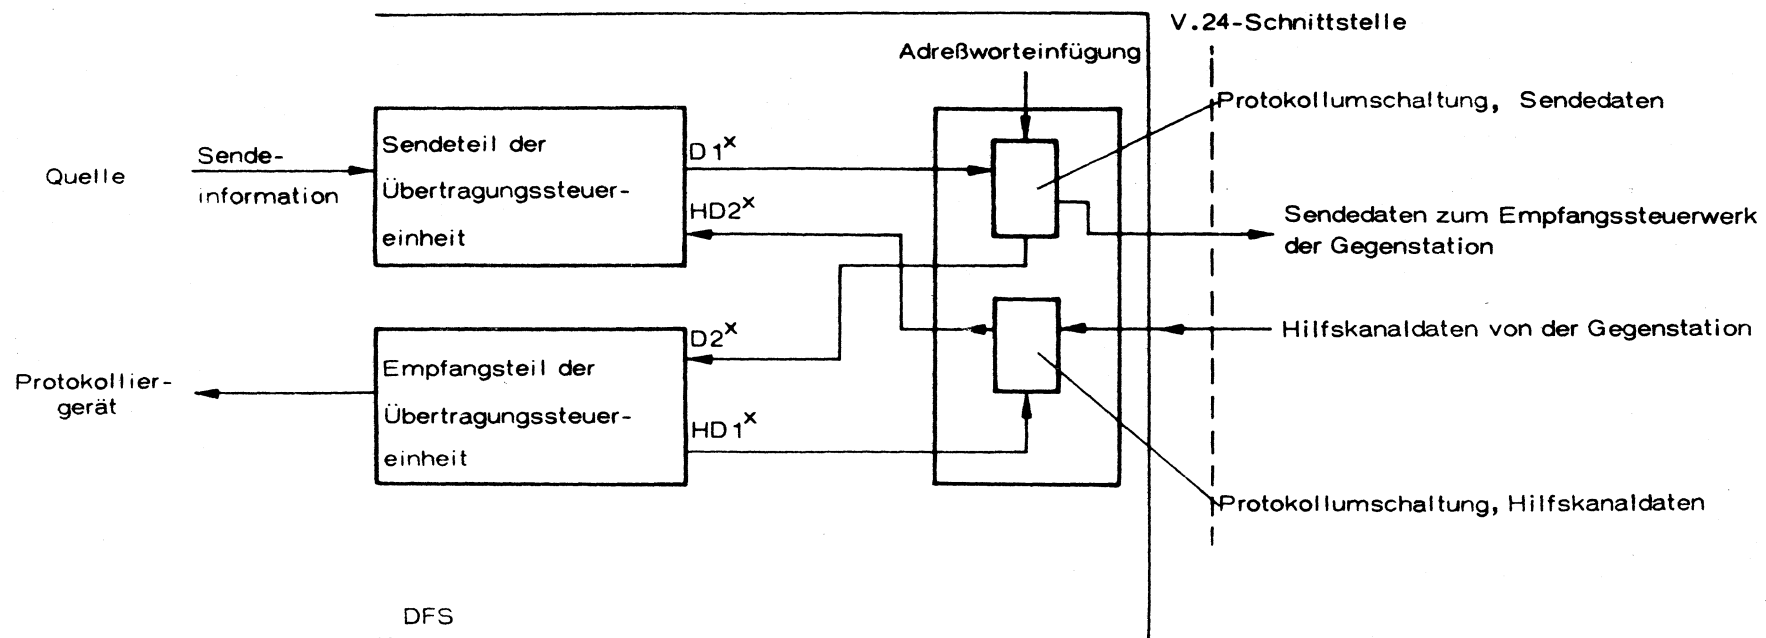 V.24-Schnittstelle
Adreßworteinfügung
Protokollumschaltung, Sendedaten
Quelle
Sende-
information
Sendeteil der
Übertragungssteuer-
einheit
D1x
HD2x
Sendedaten zum Empfangssteuerwerk
der Gegenstation
Hilfskanaldaten von der Gegenstation
Protokollier-
gerät
Empfangsteil der
Übertragungssteuer-
einheit
D2x
HD1x
Protokollumschaltung, Hilfskanaldaten
DFS